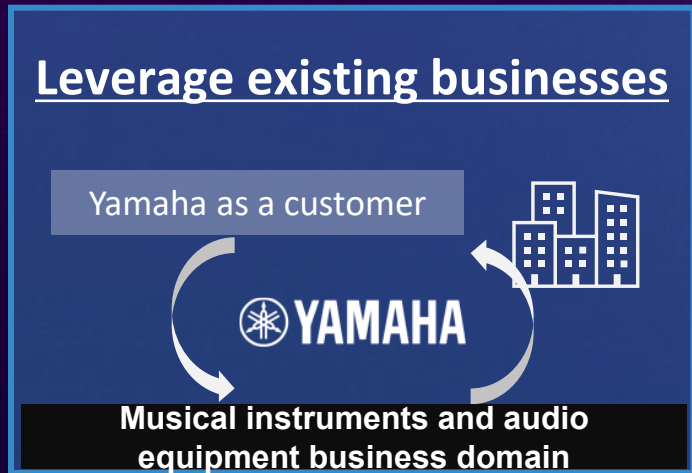 Leverage existing businesses
Yamaha as a customer
YAMAHA
Musical instruments and audio
equipment business domain